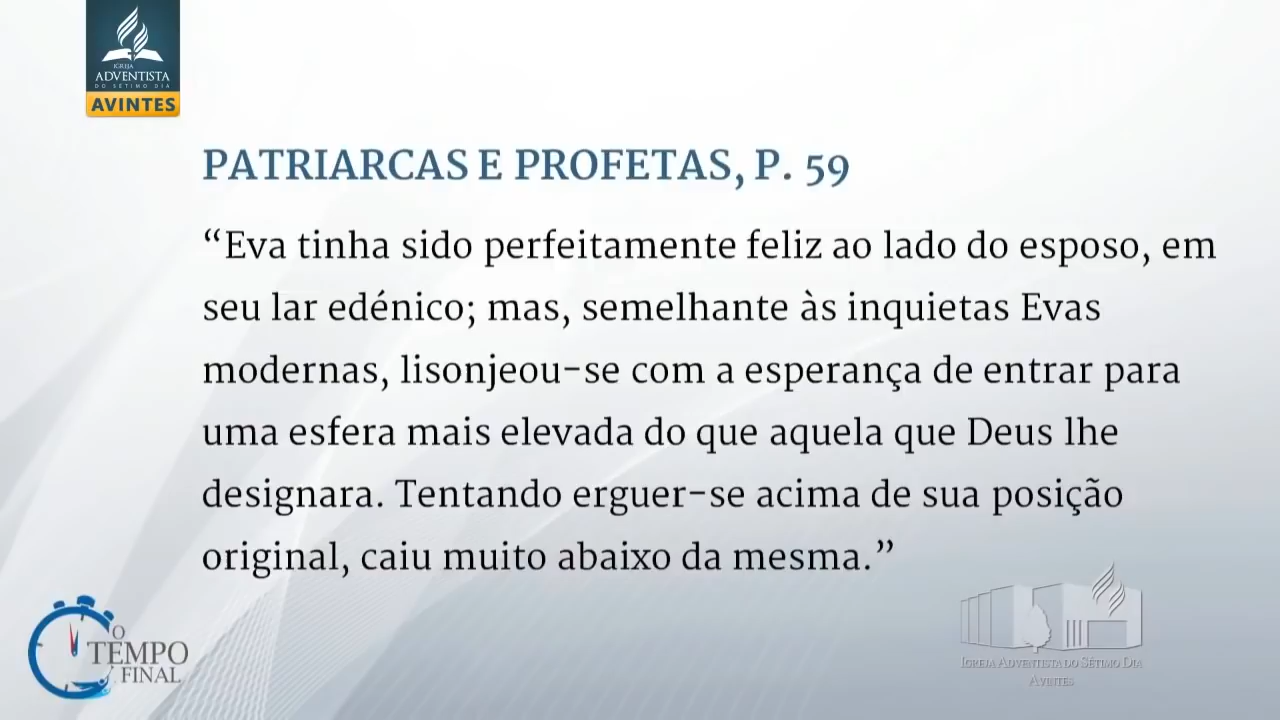 IGREJA
ADVENTISTA
DO SÉTIMO DIA
AVINTES
PATRIARCAS E PROFETAS, P. 59
“Eva tinha sido perfeitamente feliz ao lado do esposo, em
seu lar edénico; mas, semelhante às inquietas Evas
modernas, lisonjeou-se com a esperança de entrar para
uma esfera mais elevada do que aquela que Deus lhe
designara. Tentando erguer-se acima de sua posição
original, caiu muito abaixo da mesma.”
O
TEMPO
FINAL
IGREJA ADVENTISTA DO SÉTIMO DIA
AVINTES